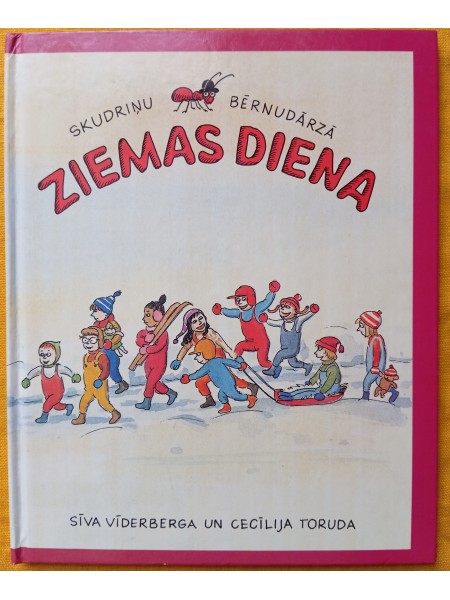 SKUDRIŅU BĒRNUDĀRZĀ
ZIEMAS DIENA
SĪVA VĪDERBERGA UN CECĪLIJA TORUDA